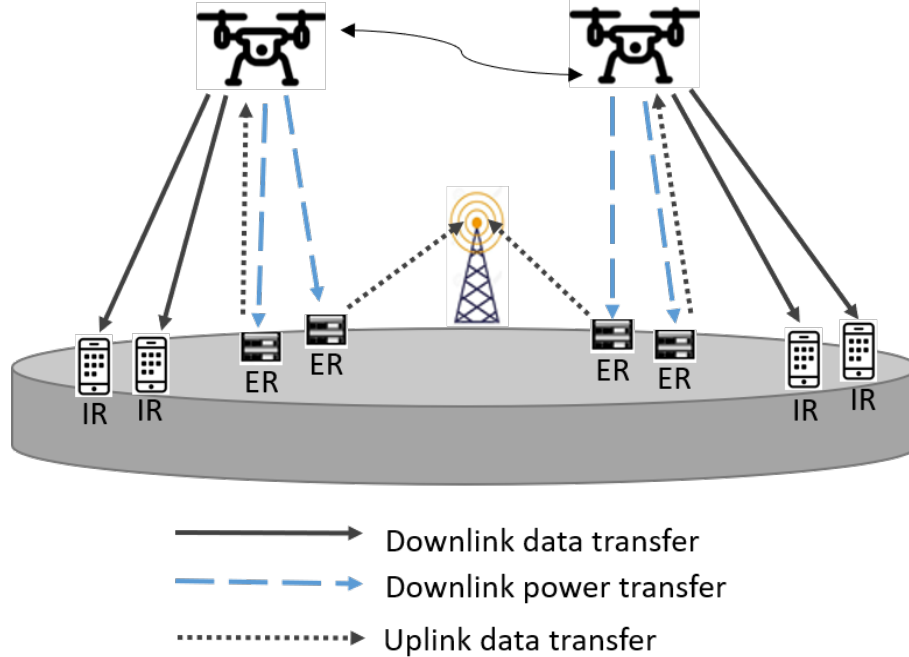 ER
ER
ER
ER
IR
IR
IR
IR
Downlink data transfer
Downlink power transfer
Uplink data transfer